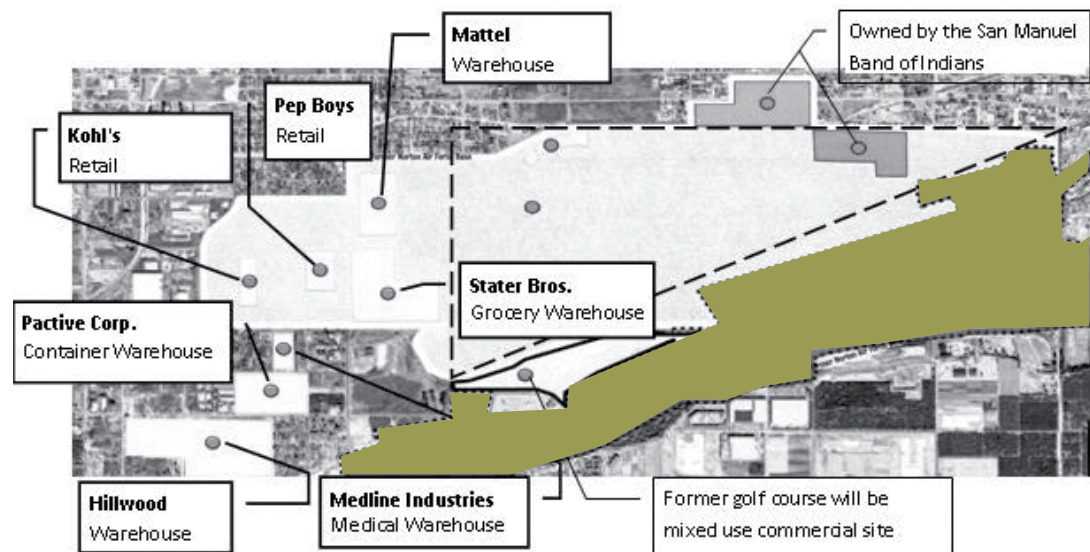 Mattel
Warehouse
Owned by the San Manuel
Band of Indians
Pep Boys
Retail
Kohl's
Retail
Stater Bros.
Grocery Warehouse
Pactive Corp.
Container Warehouse
Hillwood
Warehouse
Medline Industries
Medical Warehouse
Former golf course will be
mixed use commercial site